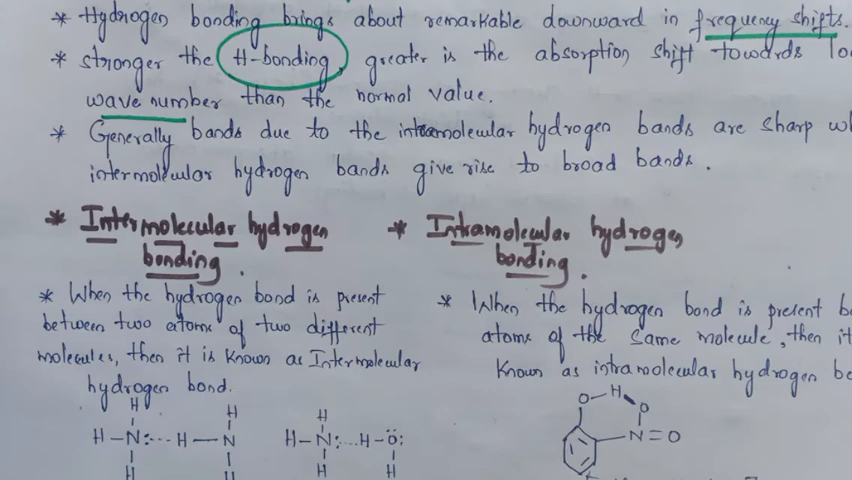 * Hydrogen bonding brings about remarkable downward in frequency shifts.
* stronger the H-bonding, greater is the absorption shift towards lo
wave number than the normal value.
* Generally bands due to the intramolecular hydrogen bands are sharp wh
intermolecular hydrogen bands give rise to broad bands.
* Intermolecular hydrogen
bonding.
* When the hydrogen bond is present
between two atoms of two different
molecules, then it is known as Intermolecular
hydrogen bond.
H H H
H-N:---H-N H-N:---H-Ö:
H H H H
* Intramolecular hydrogen
bonding.
* When the hydrogen bond is present be
atoms of the same molecule, then it
known as intramolecular hydrogen bo
O-H
O
N=O